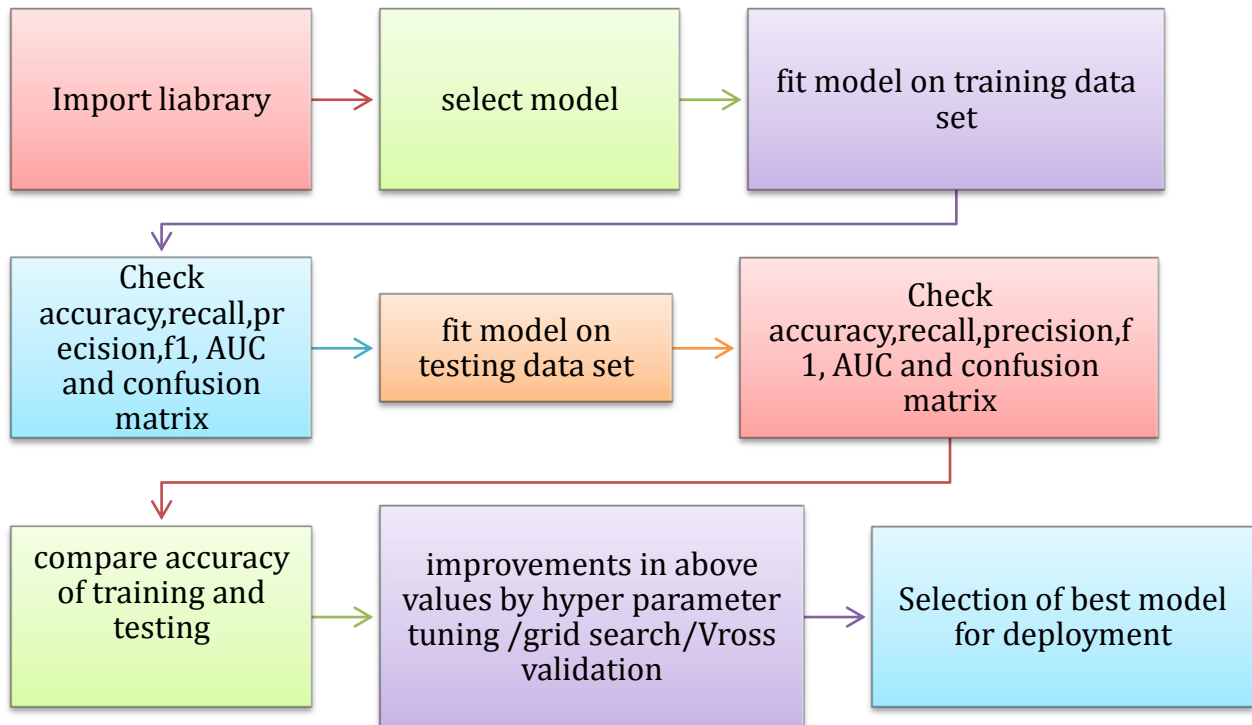 Import liabrary
select model
fit model on training data
set
Check
accuracy,recall,pr
ecision,f1, AUC
and confusion
matrix
fit model on
testing data set
Check
accuracy,recall,precision,f
1, AUC and confusion
matrix
compare accuracy
of training and
testing
improvements in above
values by hyper parameter
tuning /grid search/Vross
validation
Selection of best model
for deployment